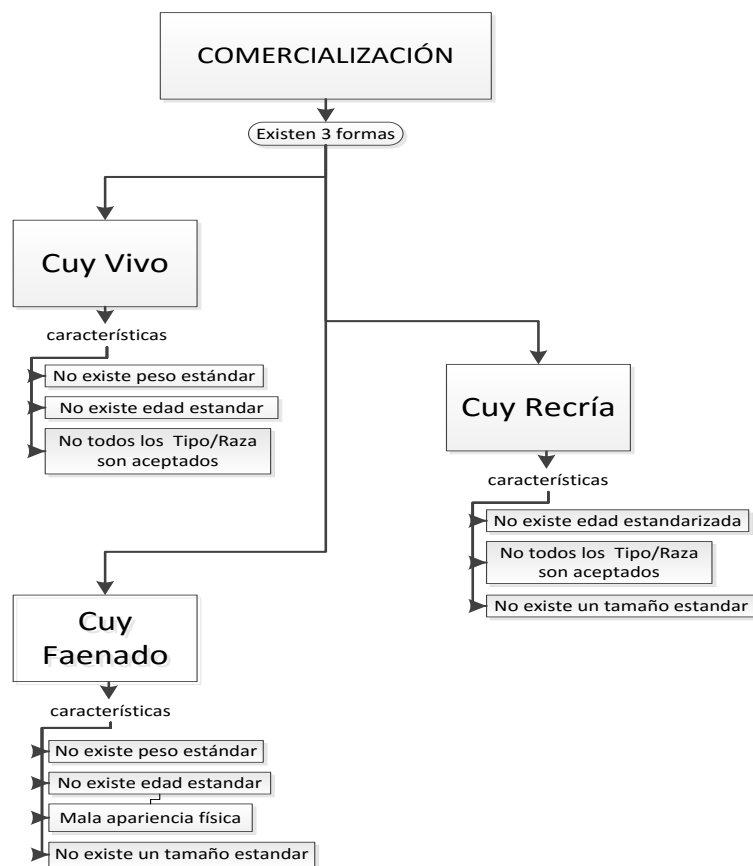 COMERCIALIZACIÓN
Existen 3 formas
Cuy Vivo
características
No existe peso estándar
No existe edad estandar
No todos los Tipo/Raza
son aceptados
Cuy Recría
características
No existe edad estandarizada
No todos los Tipo/Raza
son aceptados
No existe un tamaño estandar
Cuy
Faenado
características
No existe peso estándar
No existe edad estandar
Mala apariencia física
No existe un tamaño estandar